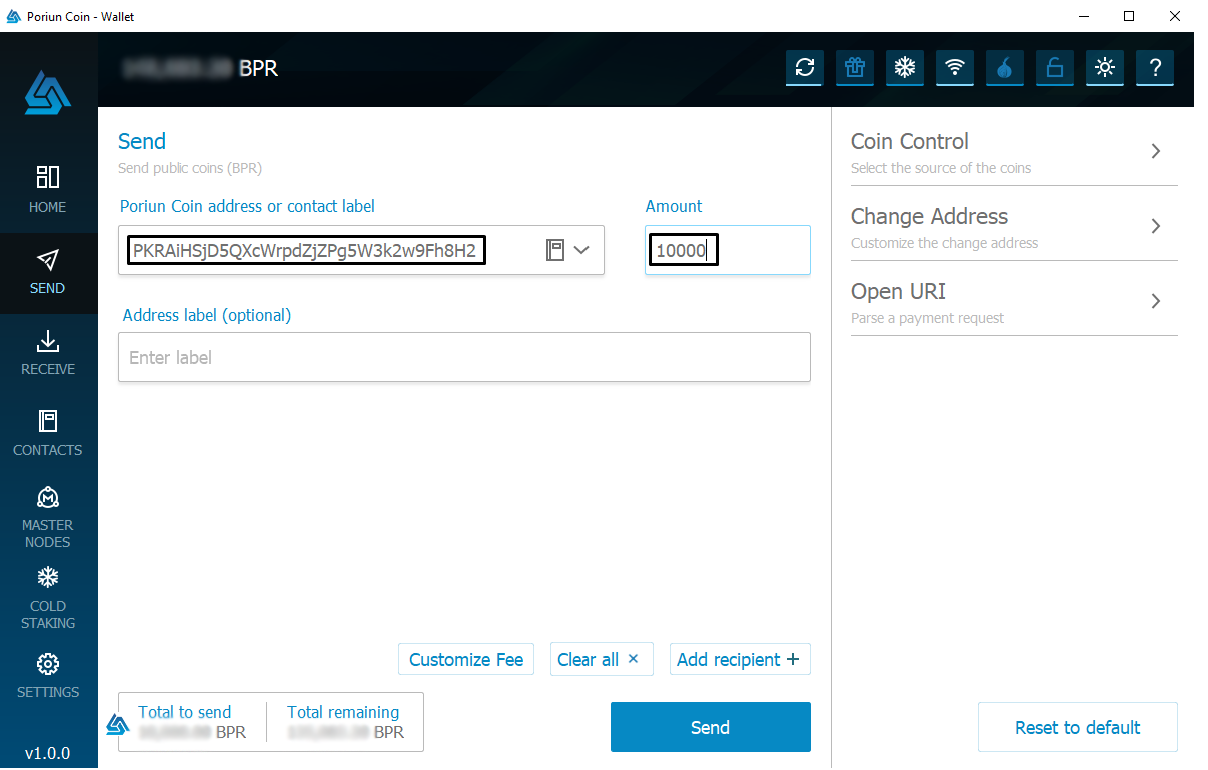 Poriun Coin - Wallet
BPR
?
HOME
SEND
RECEIVE
CONTACTS
MASTER
NODES
COLD
STAKING
SETTINGS
v1.0.0
Send
Send public coins (BPR)
Poriun Coin address or contact label
Amount
PKRAiHSjD5QXcWrpdZjZPg5W3k2w9Fh8H2
10000
Address label (optional)
Enter label
Customize Fee
Clear all ×
Add recipient +
Total to send
BPR
Total remaining
BPR
Send
Coin Control
Select the source of the coins
Change Address
Customize the change address
Open URI
Parse a payment request
Reset to default